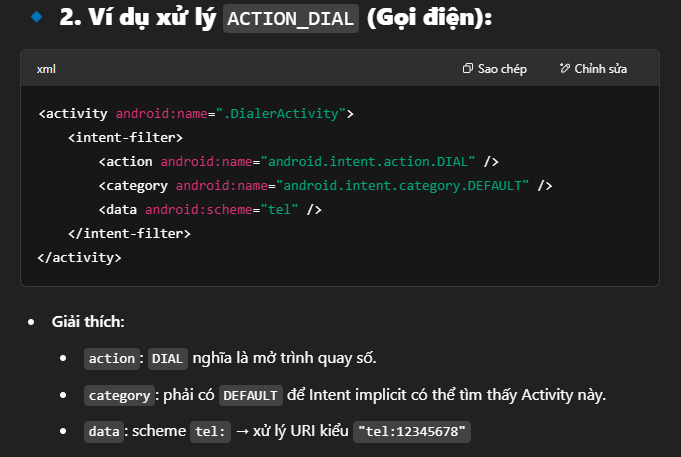 2. Ví dụ xử lý ACTION_DIAL (Gọi điện):
xml Sao chép Chỉnh sửa
<activity android:name=".DialerActivity">
    <intent-filter>
        <action android:name="android.intent.action.DIAL" />
        <category android:name="android.intent.category.DEFAULT" />
        <data android:scheme="tel" />
    </intent-filter>
</activity>
• Giải thích:
• action: DIAL nghĩa là mở trình quay số.
• category: phải có DEFAULT để Intent implicit có thể tìm thấy Activity này.
• data: scheme tel: → xử lý URI kiểu "tel:12345678"